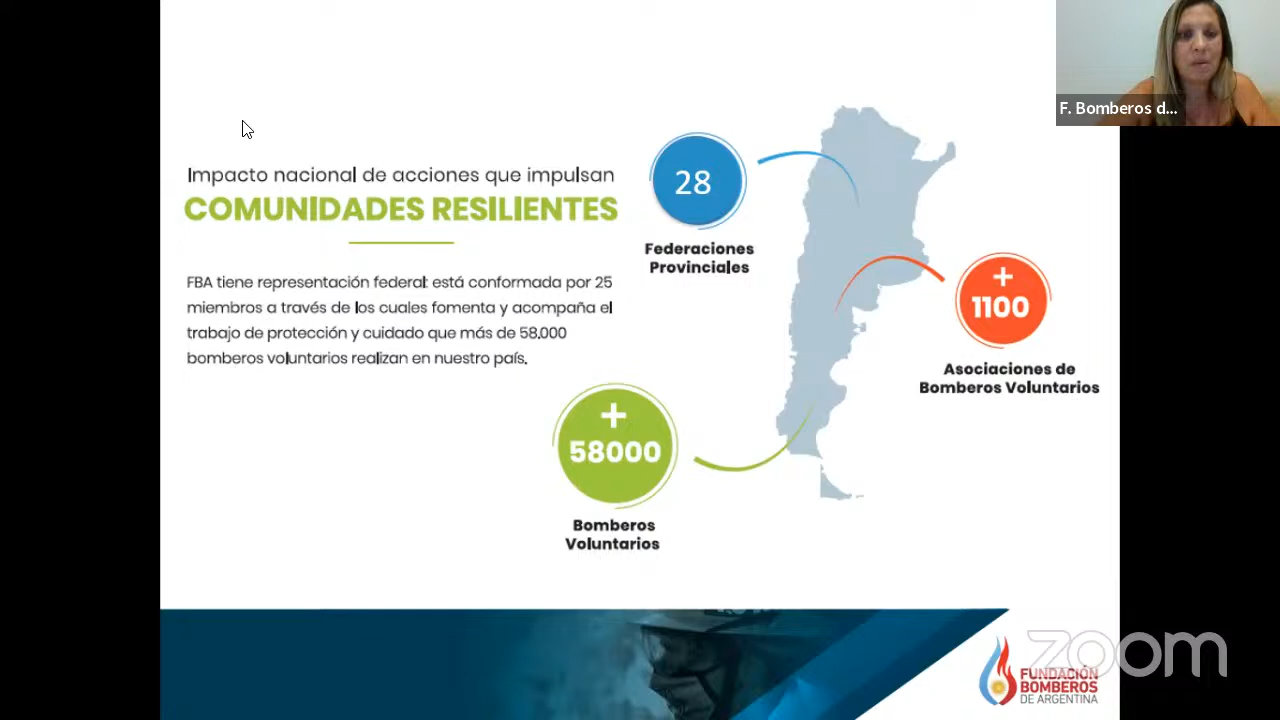 F. Bomberos d...
Impacto nacional de acciones que impulsan
COMUNIDADES RESILIENTES
FBA tiene representación federal: está conformada por 25
miembros a través de los cuales fomenta y acompaña el
trabajo de protección y cuidado que más de 58.000
bomberos voluntarios realizan en nuestro país.
28
Federaciones
Provinciales
+
1100
Asociaciones de
Bomberos Voluntarios
+
58000
Bomberos
Voluntarios
zoom
FUNDACIÓN
BOMBEROS
DE ARGENTINA